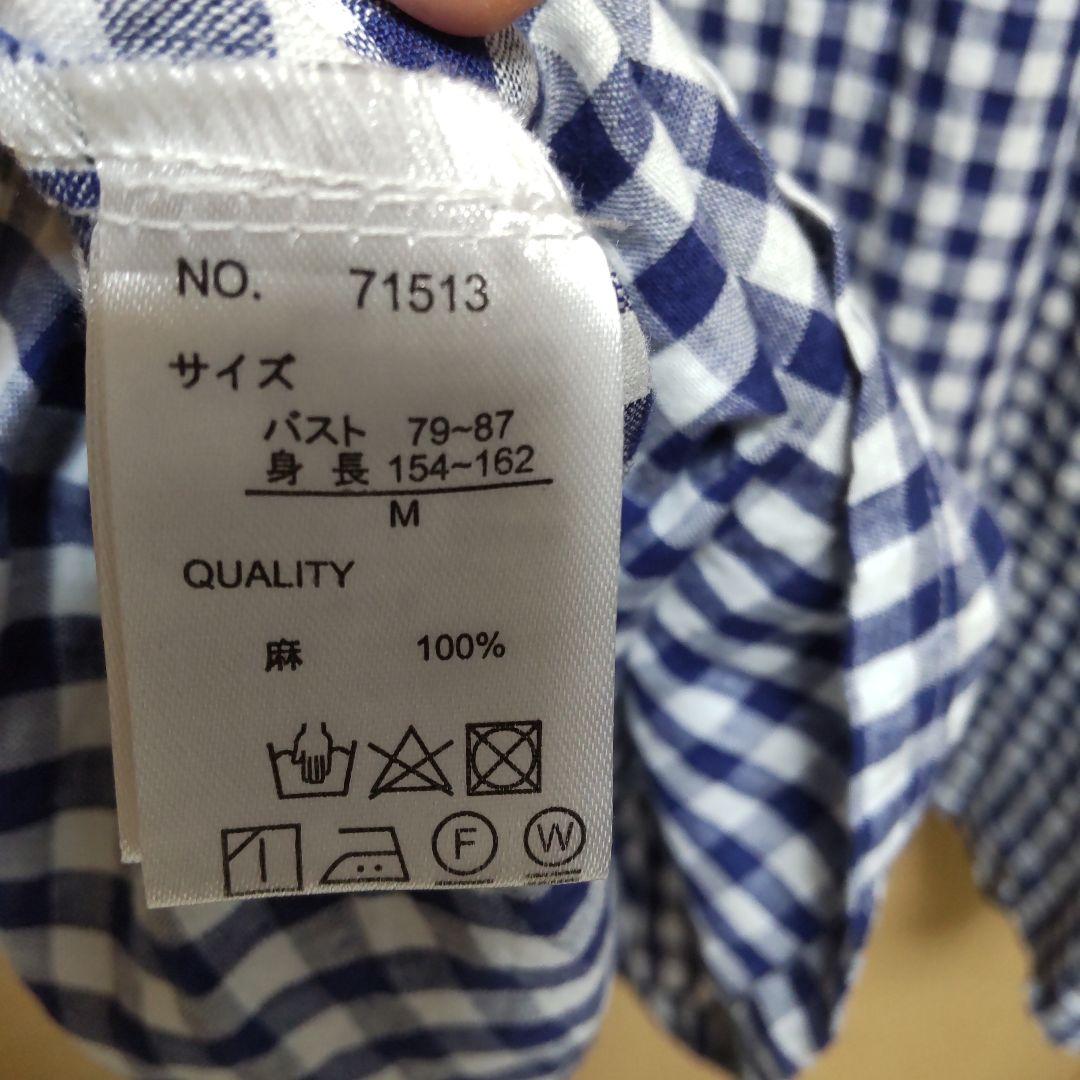 NO. 71513
サイズ
バスト 79~87
身 長 154~162
M
QUALITY
麻 100%
F W